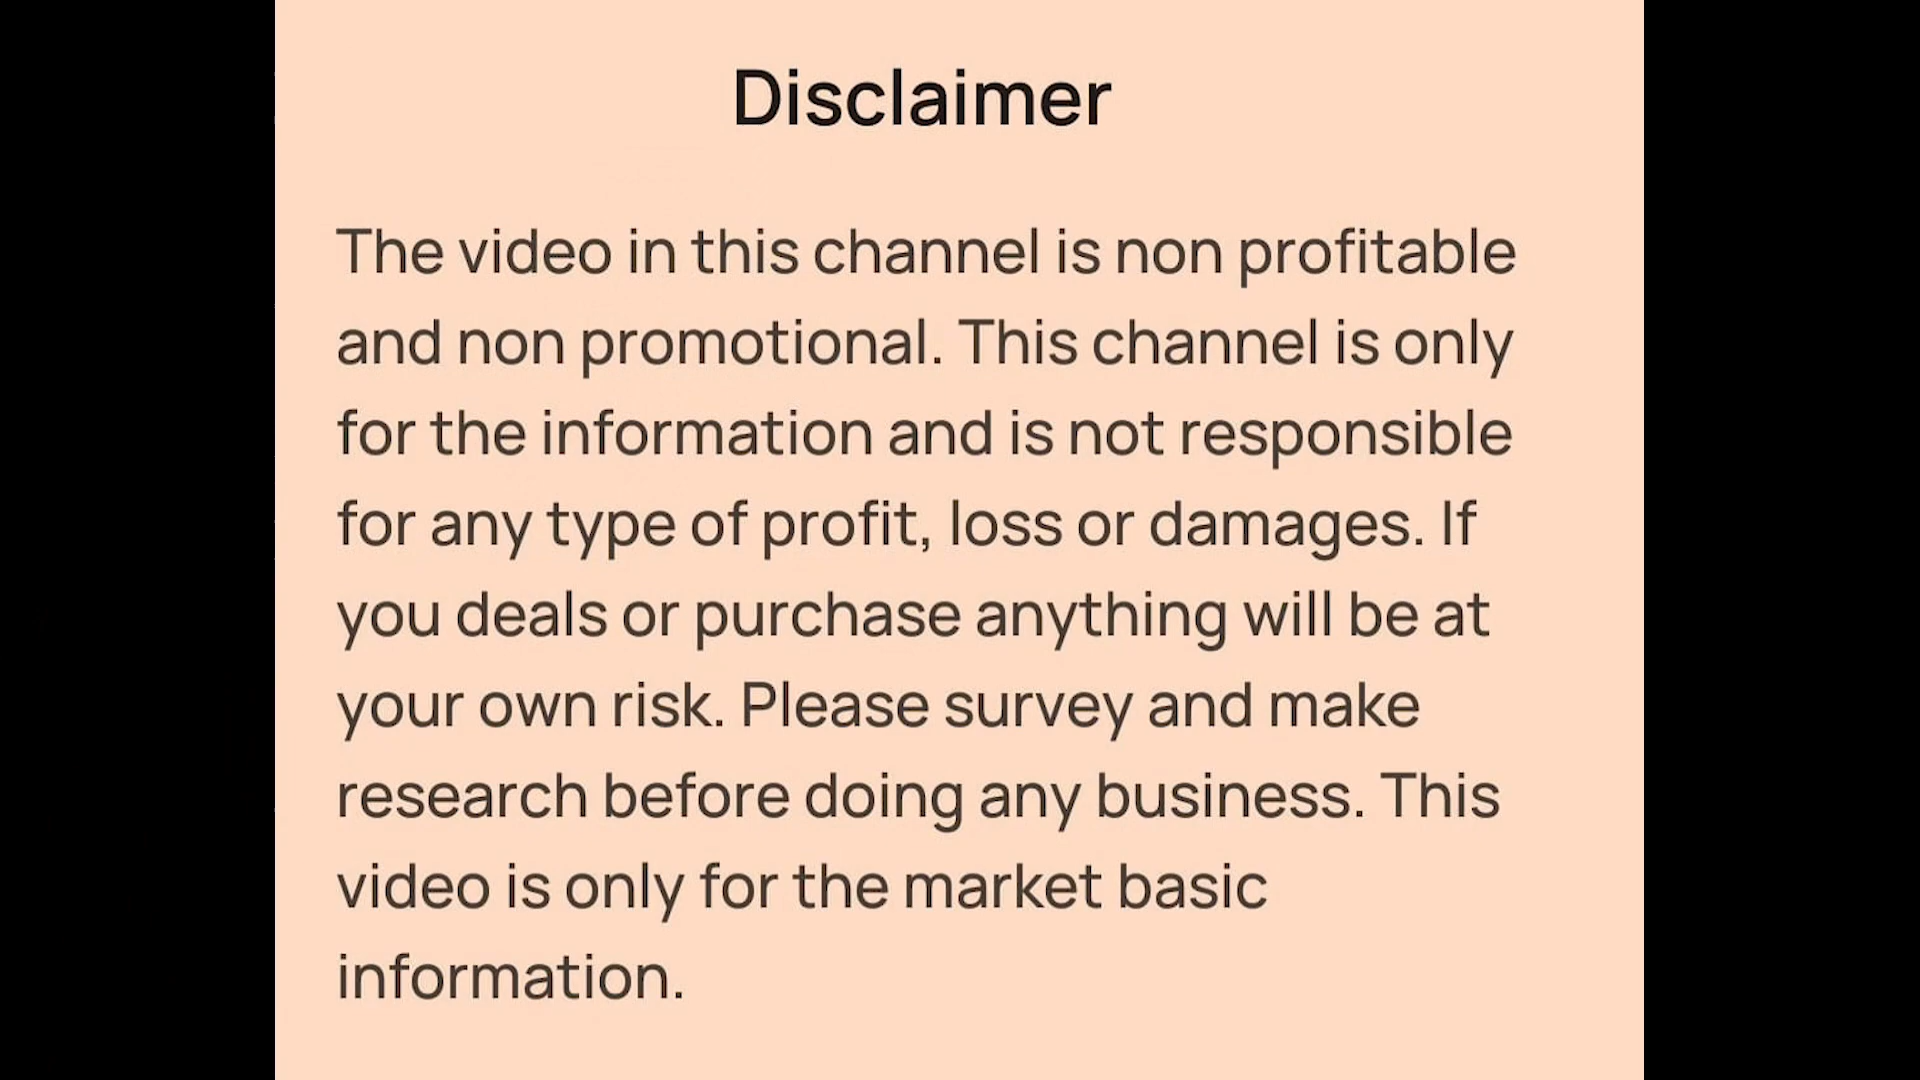 Disclaimer
The video in this channel is non profitable
and non promotional. This channel is only
for the information and is not responsible
for any type of profit, loss or damages. If
you deals or purchase anything will be at
your own risk. Please survey and make
research before doing any business. This
video is only for the market basic
information.